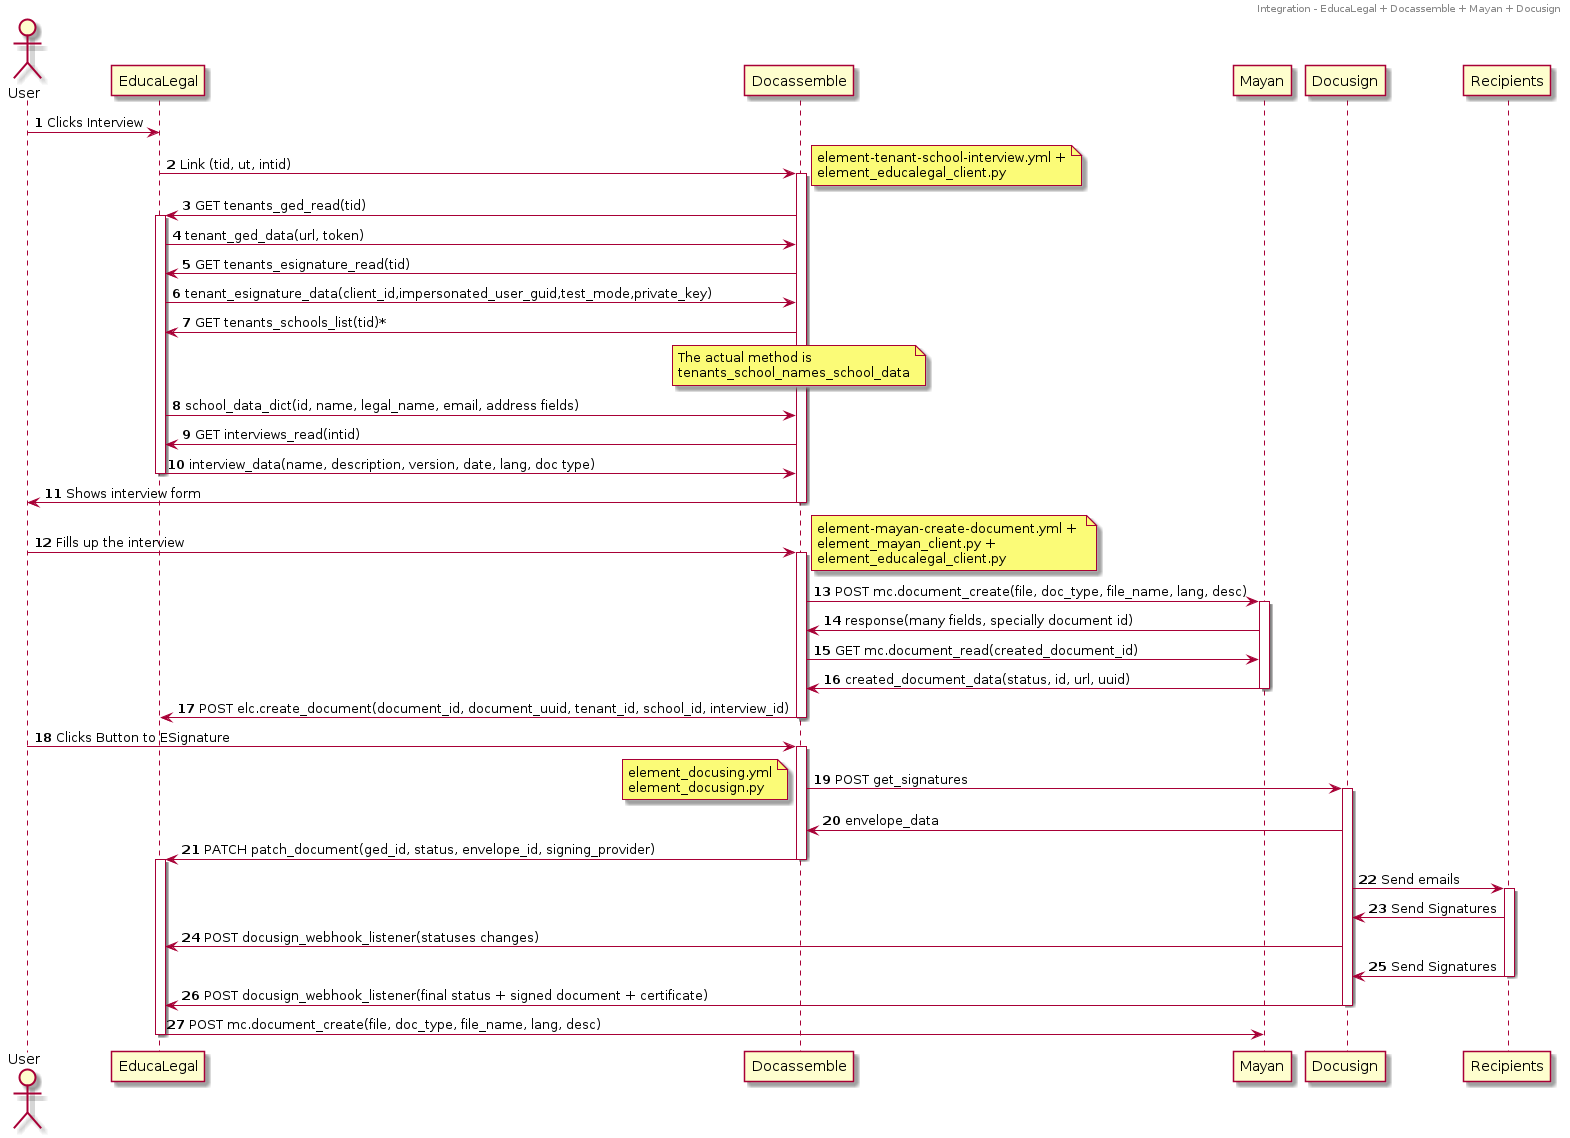 Integration - EducaLegal + Docassemble + Mayan + Docusign
User
EducaLegal
Docassemble
Mayan
Docusign
Recipients
1 Clicks Interview
2 Link (tid, ut, intid)
element-tenant-school-interview.yml +
element_educalegal_client.py
3 GET tenants_ged_read(tid)
4 tenant_ged_data(url, token)
5 GET tenants_esignature_read(tid)
6 tenant_esignature_data(client_id,impersonated_user_guid,test_mode,private_key)
7 GET tenants_schools_list(tid)*
The actual method is
tenants_school_names_school_data
8 school_data_dict(id, name, legal_name, email, address fields)
9 GET interviews_read(intid)
10 interview_data(name, description, version, date, lang, doc type)
11 Shows interview form
element-mayan-create-document.yml +
element_mayan_client.py +
element_educalegal_client.py
12 Fills up the interview
13 POST mc.document_create(file, doc_type, file_name, lang, desc)
14 response(many fields, specially document id)
15 GET mc.document_read(created_document_id)
16 created_document_data(status, id, url, uuid)
17 POST elc.create_document(document_id, document_uuid, tenant_id, school_id, interview_id)
18 Clicks Button to ESignature
element_docusing.yml
element_docusign.py
19 POST get_signatures
20 envelope_data
21 PATCH patch_document(ged_id, status, envelope_id, signing_provider)
22 Send emails
23 Send Signatures
24 POST docusign_webhook_listener(statuses changes)
25 Send Signatures
26 POST docusign_webhook_listener(final status + signed document + certificate)
27 POST mc.document_create(file, doc_type, file_name, lang, desc)
User
EducaLegal
Docassemble
Mayan
Docusign
Recipients